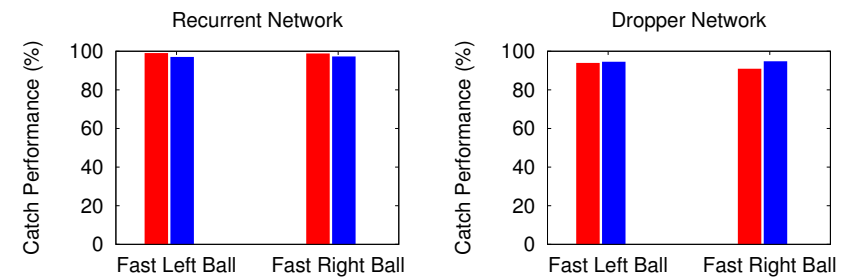 Recurrent Network
Catch Performance (%)
100
80
60
40
20
0
Fast Left Ball Fast Right Ball
Dropper Network
Catch Performance (%)
100
80
60
40
20
0
Fast Left Ball Fast Right Ball